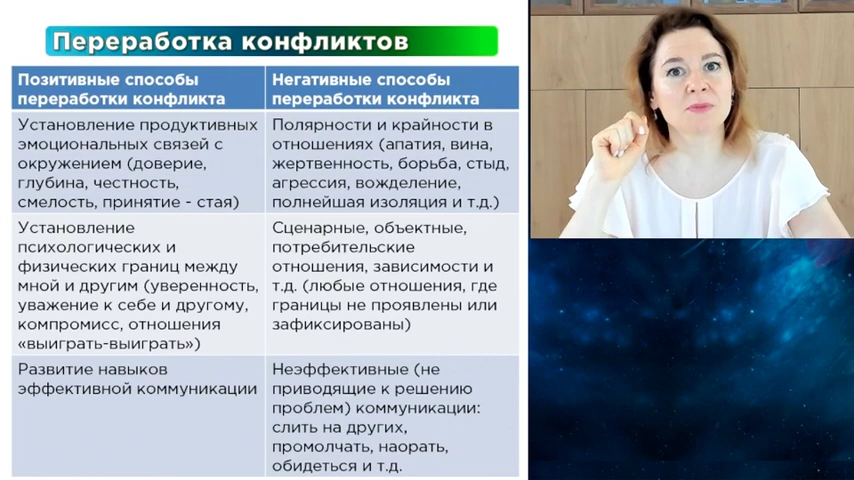 Переработка конфликтов
Позитивные способы
переработки конфликта
Негативные способы
переработки конфликта
Установление продуктивных
эмоциональных связей с
окружением (доверие,
глубина, честность,
смелость, принятие - стая)
Полярности и крайности в
отношениях (апатия, вина,
жертвенность, борьба, стыд,
агрессия, вожделение,
полнейшая изоляция и т.д.)
Установление
психологических и
физических границ между
мной и другим (уверенность,
уважение к себе и другому,
компромисс, отношения
«выиграть-выиграть»)
Сценарные, объектные,
потребительские
отношения, зависимости и
т.д. (любые отношения, где
границы не проявлены или
зафиксированы)
Развитие навыков
эффективной коммуникации
Неэффективные (не
приводящие к решению
проблем) коммуникации:
слить на других,
промолчать, наорать,
обидеться и т.д.